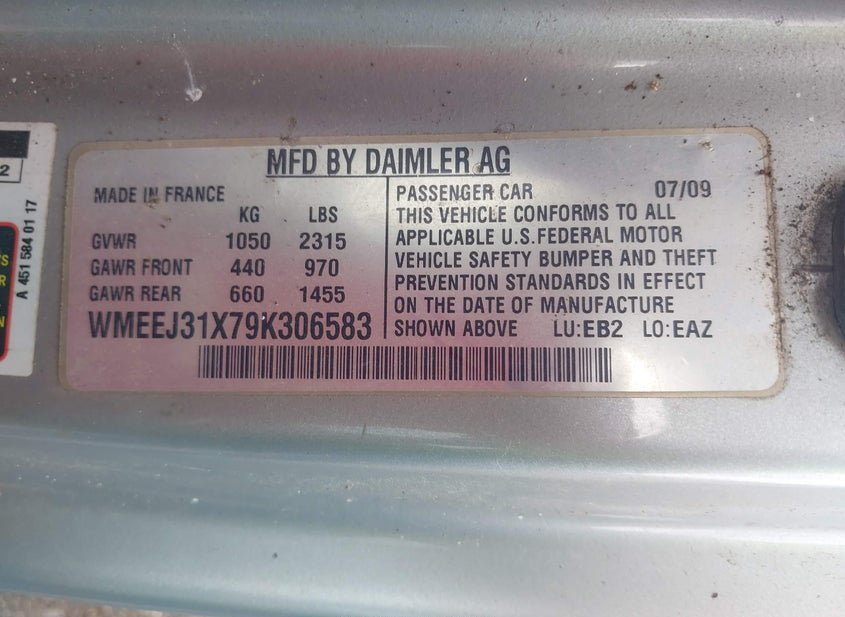 MFD BY DAIMLER AG
MADE IN FRANCE
KG LBS
GVWR 1050 2315
GAWR FRONT 440 970
GAWR REAR 660 1455
WMEEJ31X79K306583
PASSENGER CAR 07/09
THIS VEHICLE CONFORMS TO ALL
APPLICABLE U.S. FEDERAL MOTOR
VEHICLE SAFETY BUMPER AND THEFT
PREVENTION STANDARDS IN EFFECT
ON THE DATE OF MANUFACTURE
SHOWN ABOVE LU:EB2 LO:EAZ
A 451 584 01 17
2